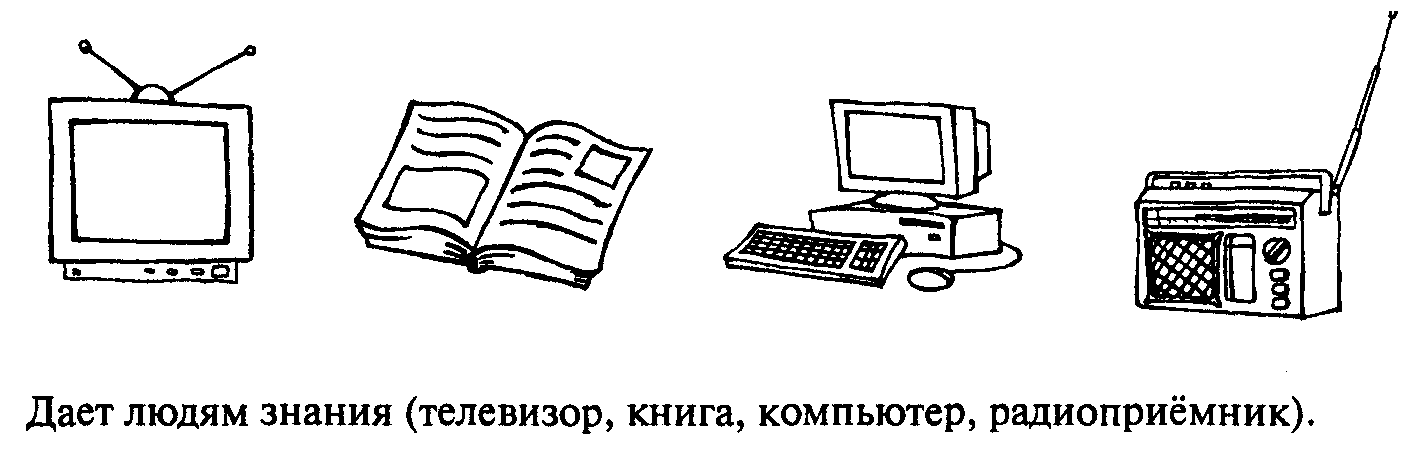 Дает людям знания (телевизор, книга, компьютер, радиоприёмник).